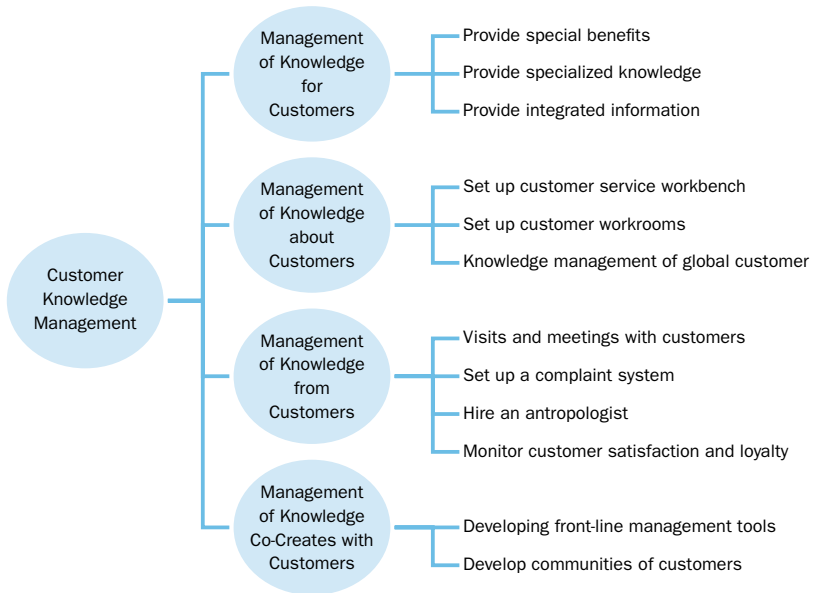 Customer
Knowledge
Management
Management
of Knowledge
for
Customers
Provide special benefits
Provide specialized knowledge
Provide integrated information
Management
of Knowledge
about
Customers
Set up customer service workbench
Set up customer workrooms
Knowledge management of global customer
Management
of Knowledge
from
Customers
Visits and meetings with customers
Set up a complaint system
Hire an antropologist
Monitor customer satisfaction and loyalty
Management
of Knowledge
Co-Creates with
Customers
Developing front-line management tools
Develop communities of customers